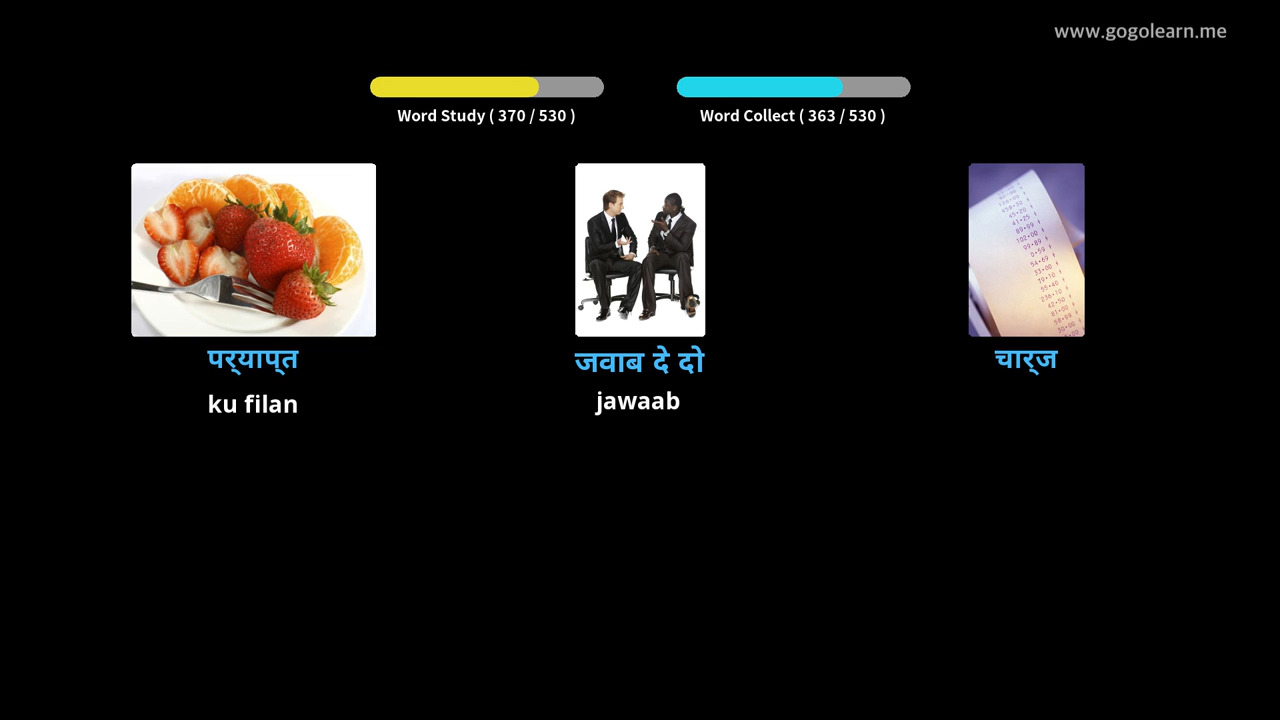 www.gogolearn.me
Word Study ( 370 / 530 )
Word Collect ( 363 / 530 )
पर्‌याप्‌त
जवाब दे दो
चार्‌ज
ku filan
jawaab